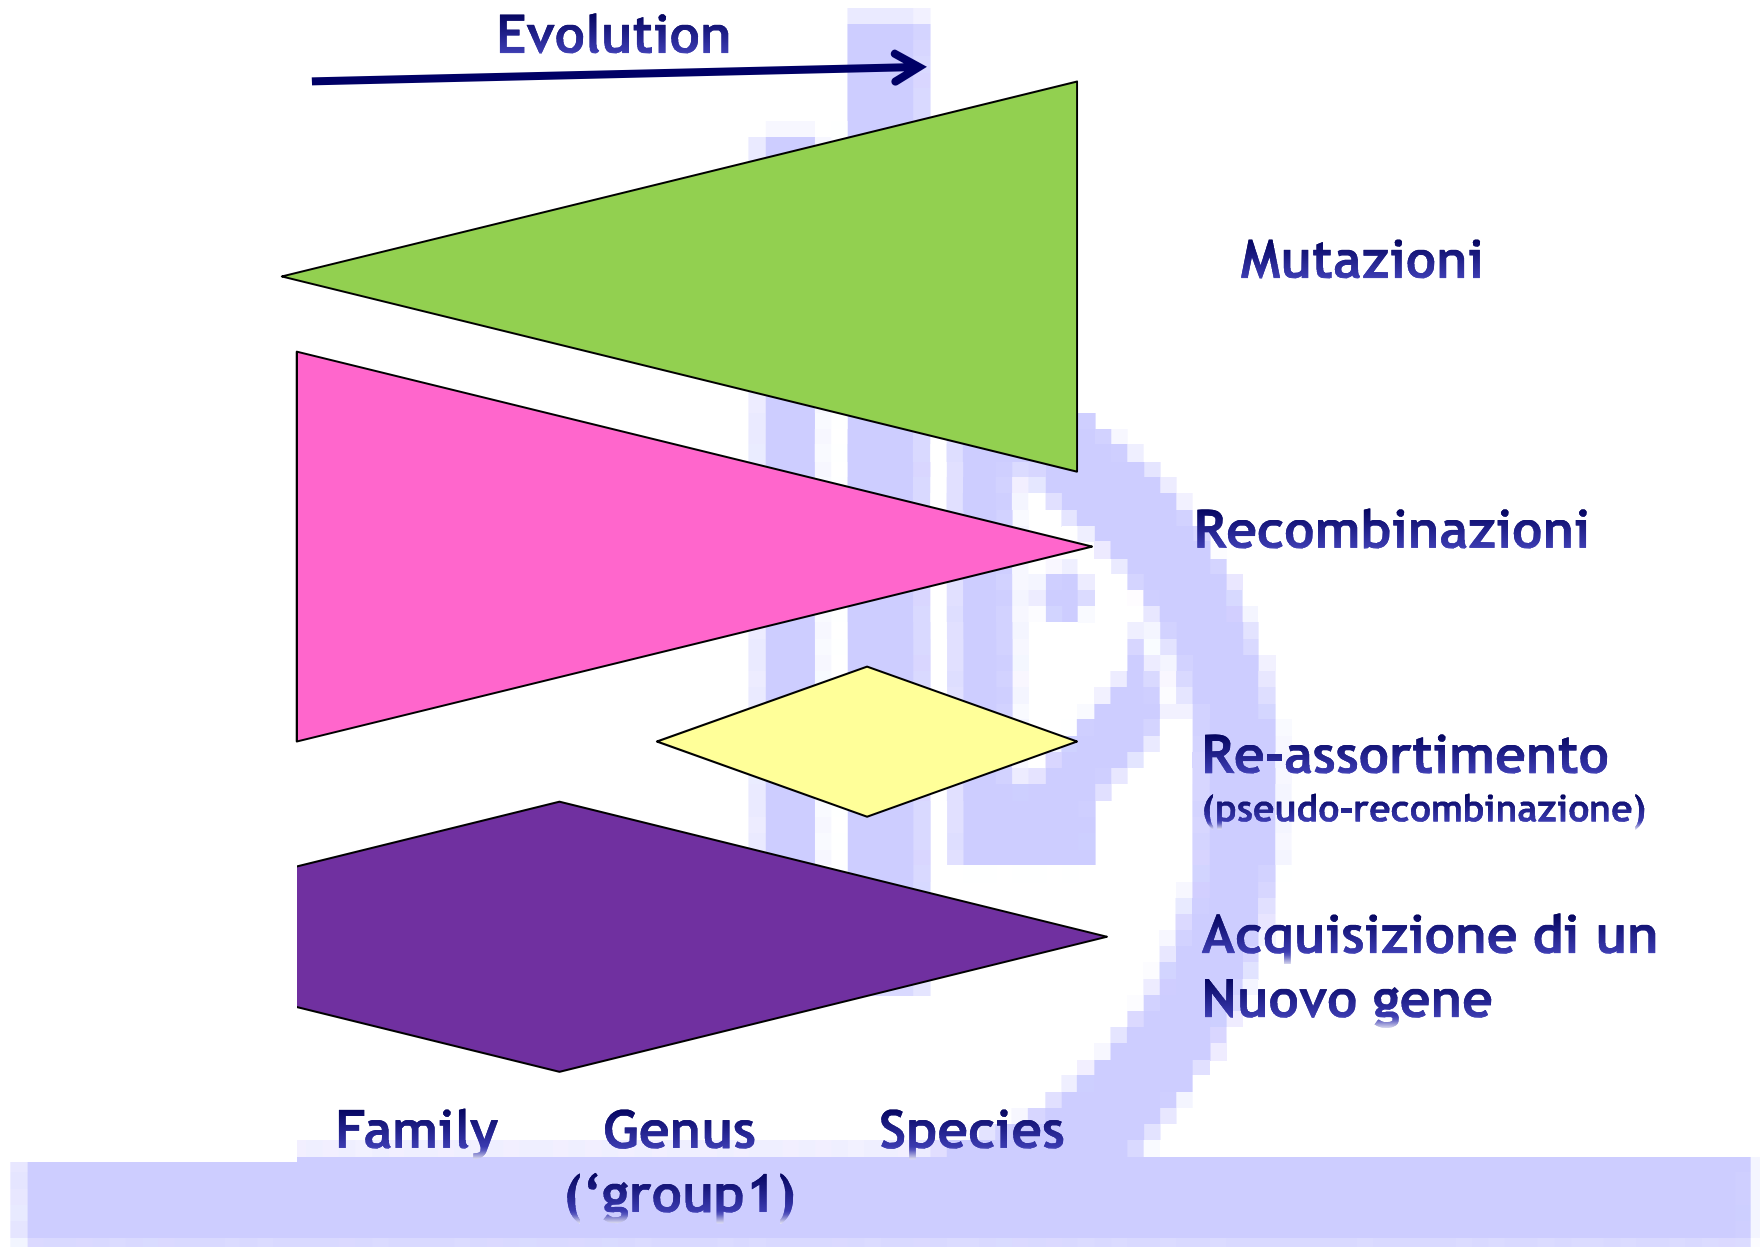 Evolution
Mutazioni
Recombinazioni
Re-assortimento
(pseudo-recombinazione)
Acquisizione di un
Nuovo gene
Family Genus Species
(‘group1)